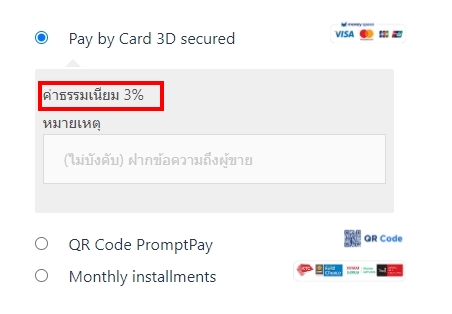 money space
Pay by Card 3D secured
VISA
ค่าธรรมเนียม 3%
หมายเหตุ
(ไม่บังคับ) ฝากข้อความถึงผู้ขาย
QR Code PromptPay
QR Code
Monthly installments